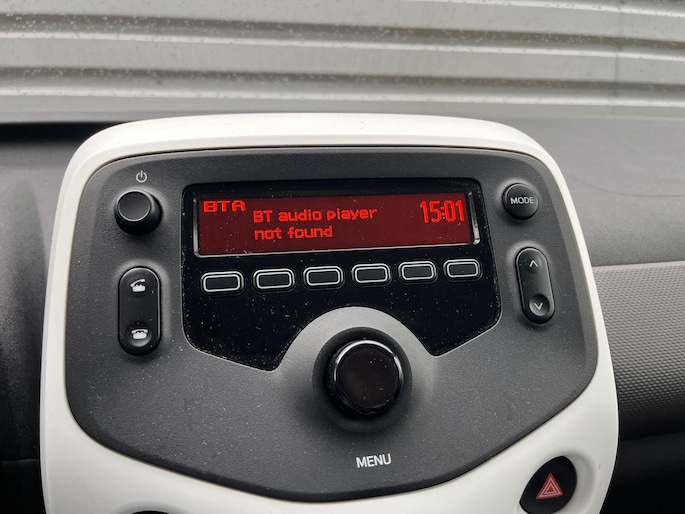 BTA
BT audio player
not found
15:01
MODE
MENU